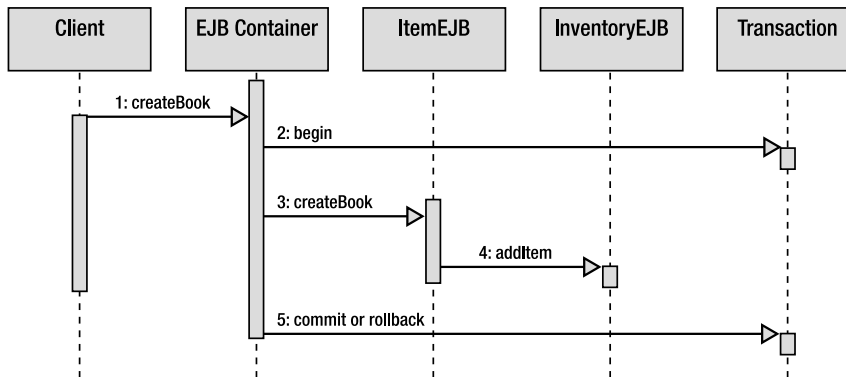 Client
EJB Container
ItemEJB
InventoryEJB
Transaction
1: createBook
2: begin
3: createBook
4: addItem
5: commit or rollback